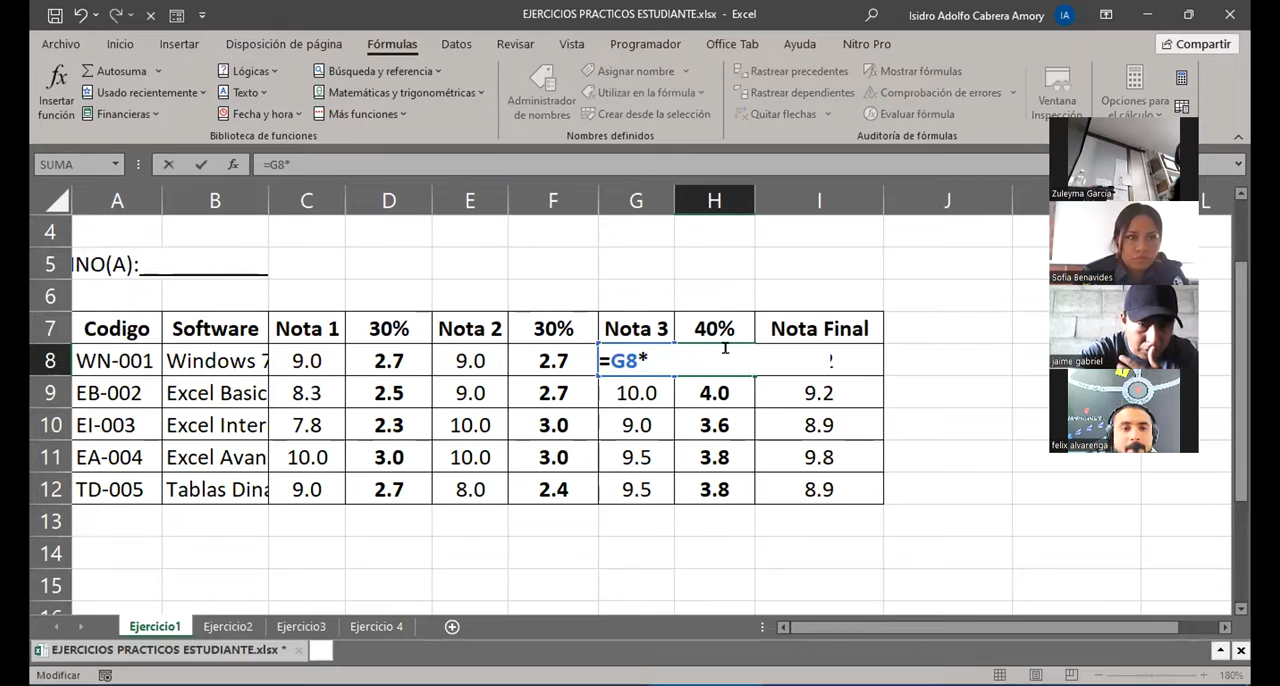 EJERCICIOS PRACTICOS ESTUDIANTE.xlsx - Excel
Isidro Adolfo Cabrera Amory IA
Archivo Inicio Insertar Disposición de página Fórmulas Datos Revisar Vista Programador Office Tab Ayuda Nitro Pro Compartir
Insertar función
Autosuma
Usado recientemente
Financieras
Lógicas
Texto
Fecha y hora
Búsqueda y referencia
Matemáticas y trigonométricas
Más funciones
Biblioteca de funciones
Administrador de nombres
Asignar nombre
Utilizar en la fórmula
Crear desde la selección
Nombres definidos
Rastrear precedentes
Rastrear dependientes
Quitar flechas
Mostrar fórmulas
Comprobación de errores
Evaluar fórmula
Auditoría de fórmulas
Ventana Inspección
Opciones de
SUMA fx =G8*
A B C D E F G H I J L
4
5 NO(A):___________
6
7 Codigo Software Nota 1 30% Nota 2 30% Nota 3 40% Nota Final
8 WN-001 Windows 7 9.0 2.7 9.0 2.7 =G8*
9 EB-002 Excel Basic 8.3 2.5 9.0 2.7 10.0 4.0 9.2
10 EI-003 Excel Inter 7.8 2.3 10.0 3.0 9.0 3.6 8.9
11 EA-004 Excel Avan 10.0 3.0 10.0 3.0 9.5 3.8 9.8
12 TD-005 Tablas Dina 9.0 2.7 8.0 2.4 9.5 3.8 8.9
13
14
15
Zuleyma García
Sofia Benavides
jaime gabriel
felix alvarenga
Ejercicio1 Ejercicio2 Ejercicio3 Ejercicio 4
EJERCICIOS PRACTICOS ESTUDIANTE.xlsx *
Modificar
180%